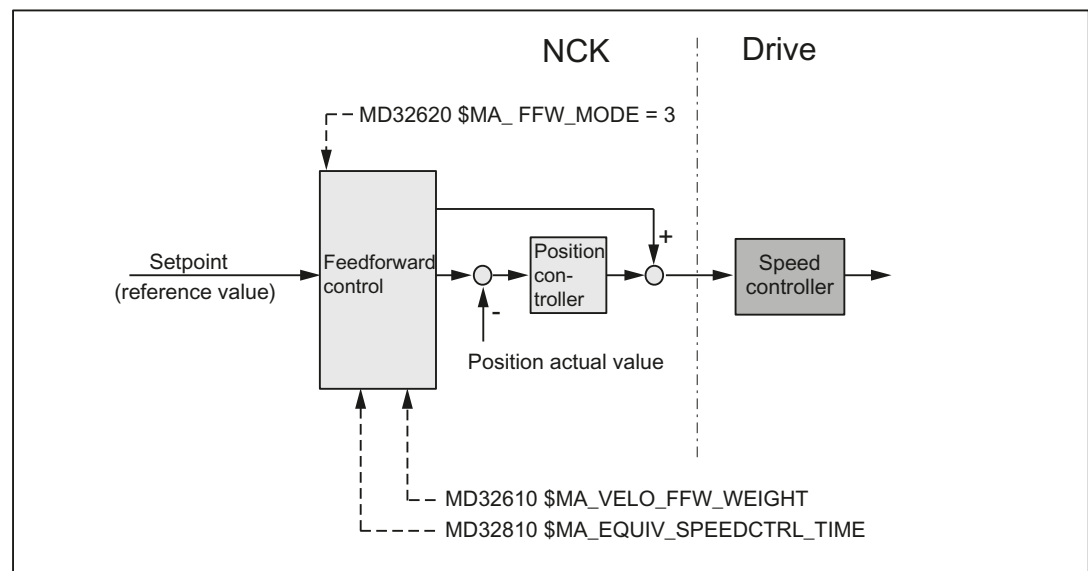 NCK
Drive
MD32620 $MA_ FFW_MODE = 3
Setpoint
(reference value)
Feedforward
control
Position
con-
troller
+
-
Speed
controller
Position actual value
MD32610 $MA_VELO_FFW_WEIGHT
MD32810 $MA_EQUIV_SPEEDCTRL_TIME